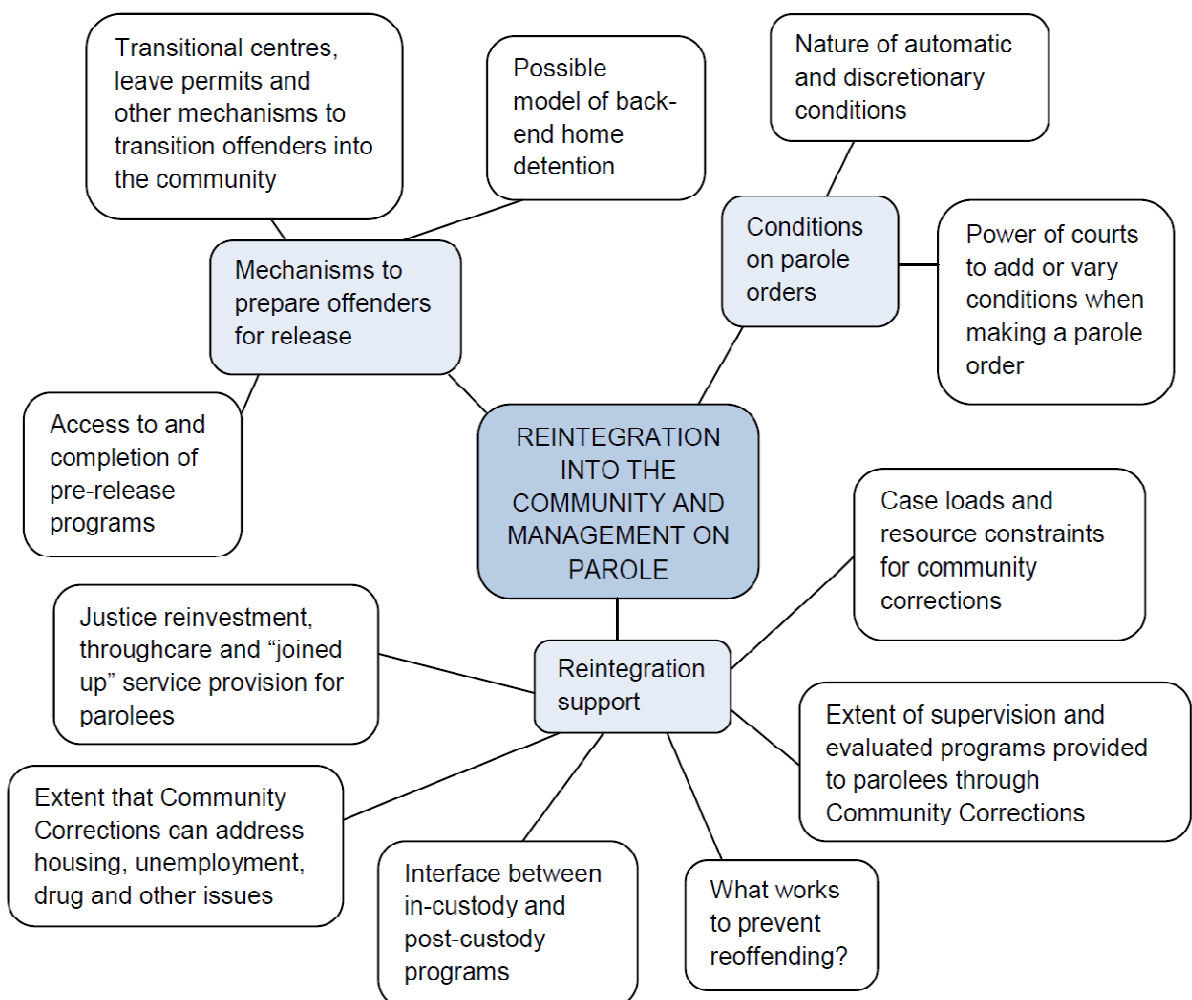 Transitional centres,
leave permits and
other mechanisms to
transition offenders into
the community
Possible
model of back-
end home
detention
Nature of automatic
and discretionary
conditions
Mechanisms to
prepare offenders
for release
Conditions
on parole
orders
Power of courts
to add or vary
conditions when
making a parole
order
Access to and
completion of
pre-release
programs
REINTEGRATION
INTO THE
COMMUNITY AND
MANAGEMENT ON
PAROLE
Case loads and
resource constraints
for community
corrections
Justice reinvestment,
throughcare and “joined
up” service provision for
parolees
Reintegration
support
Extent of supervision and
evaluated programs provided
to parolees through
Community Corrections
Extent that Community
Corrections can address
housing, unemployment,
drug and other issues
Interface between
in-custody and
post-custody
programs
What works
to prevent
reoffending?